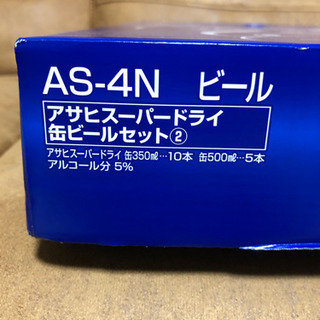 AS-4N ビール
アサヒスーパードライ
缶ビールセット②
アサヒスーパードライ 缶350㎖…10本 缶500㎖…5本
アルコール分 5%